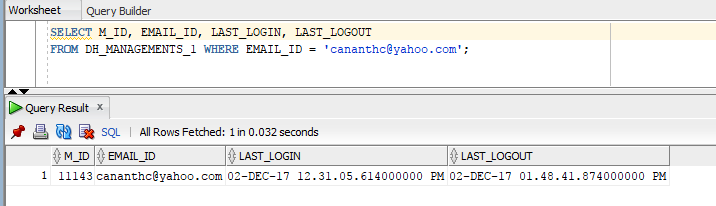 Worksheet Query Builder
SELECT M_ID, EMAIL_ID, LAST_LOGIN, LAST_LOGOUT
FROM DH_MANAGEMENTS_1 WHERE EMAIL_ID = 'cananthc@yahoo.com';
Query Result x
SQL | All Rows Fetched: 1 in 0.032 seconds
M_ID EMAIL_ID LAST_LOGIN LAST_LOGOUT
1 11143 cananthc@yahoo.com 02-DEC-17 12.31.05.614000000 PM 02-DEC-17 01.48.41.874000000 PM